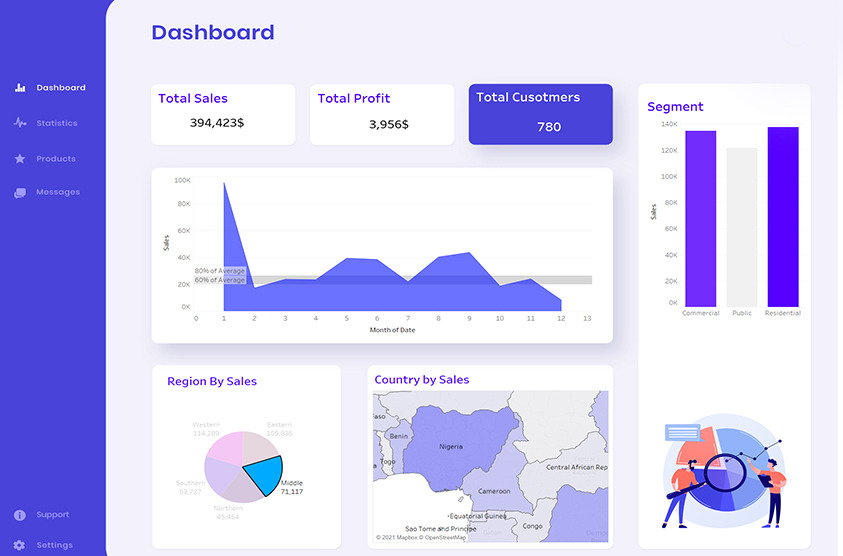 Dashboard
Dashboard
Statistics
Products
Messages
Support
Settings
Total Sales
394,423$
Total Profit
3,956$
Total Cusotmers
780
100K
80K
60K
40K
20K
0K
Sales
80% of Average
60% of Average
0 1 2 3 4 5 6 7 8 9 10 11 12 13
Month of Date
Segment
140K
120K
100K
80K
60K
40K
20K
0K
Sales
Commercial Public Residential
Region By Sales
Western
114,289
Eastern
109,836
Middle
71,117
Southern
53,727
Northern
45,454
Country by Sales
aso
Benin
Togo
a
Nigeria
Central African Rep
Cameroon
Equatorial Guinea
Sao Tome and Principe
Congo
© 2021 Mapbox © OpenStreetMap